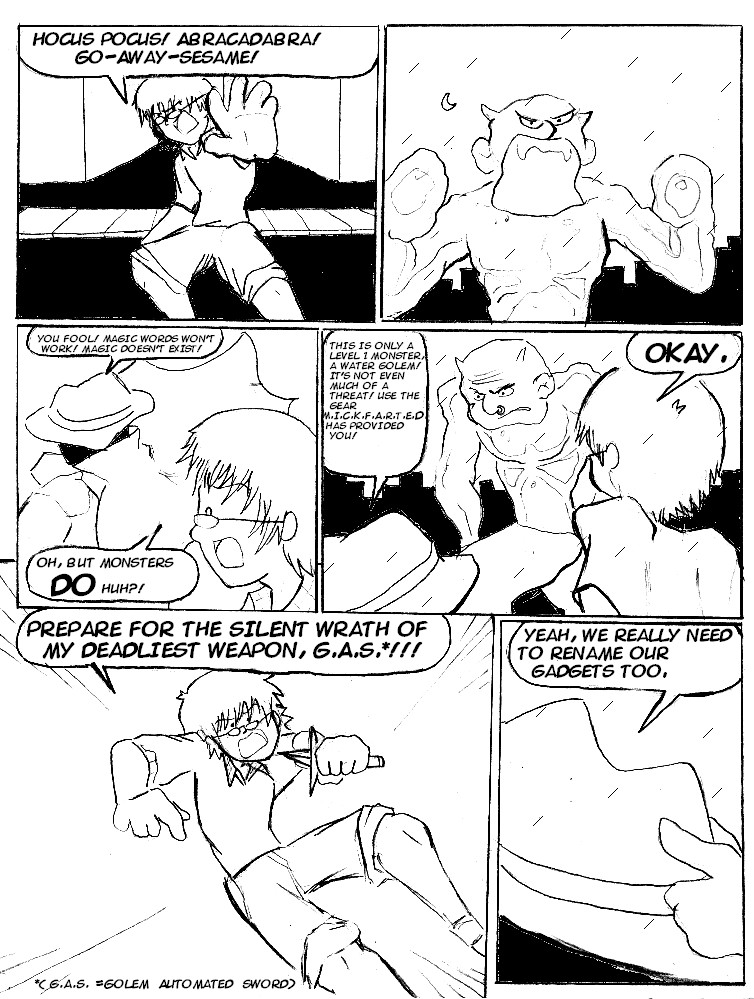 HOCUS POCUS! ABRACADABRA!
GO-AWAY-SESAME!
YOU FOOL! MAGIC WORDS WON'T
WORK! MAGIC DOESN'T EXIST!
OH, BUT MONSTERS
DO HUH?!
THIS IS ONLY A
LEVEL 1 MONSTER,
A WATER GOLEM!
IT'S NOT EVEN
MUCH OF A
THREAT! USE THE
GEAR
M.I.C.K.F.A.R.T.E.D
HAS PROVIDED
YOU!
OKAY.
PREPARE FOR THE SILENT WRATH OF
MY DEADLIEST WEAPON, G.A.S.*!!!
*( G.A.S. =GOLEM AUTOMATED SWORD)
YEAH, WE REALLY NEED
TO RENAME OUR
GADGETS TOO.